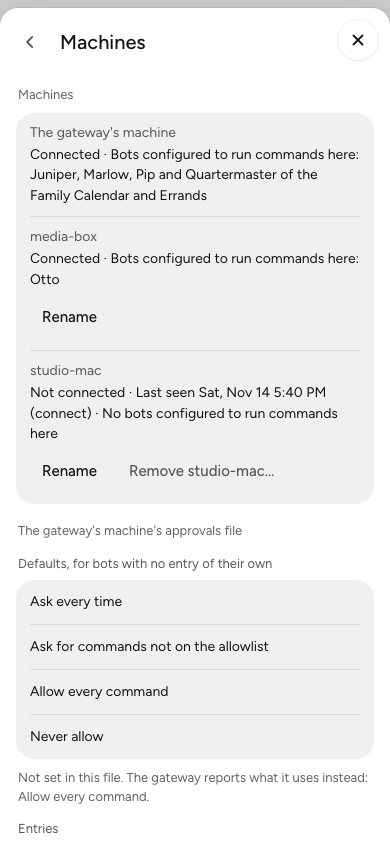 Machines
Machines
The gateway's machine
Connected · Bots configured to run commands here:
Juniper, Marlow, Pip and Quartermaster of the
Family Calendar and Errands
media-box
Connected · Bots configured to run commands here:
Otto
Rename
studio-mac
Not connected · Last seen Sat, Nov 14 5:40 PM
(connect) · No bots configured to run commands
here
Rename Remove studio-mac...
The gateway's machine's approvals file
Defaults, for bots with no entry of their own
Ask every time
Ask for commands not on the allowlist
Allow every command
Never allow
Not set in this file. The gateway reports what it uses instead:
Allow every command.
Entries